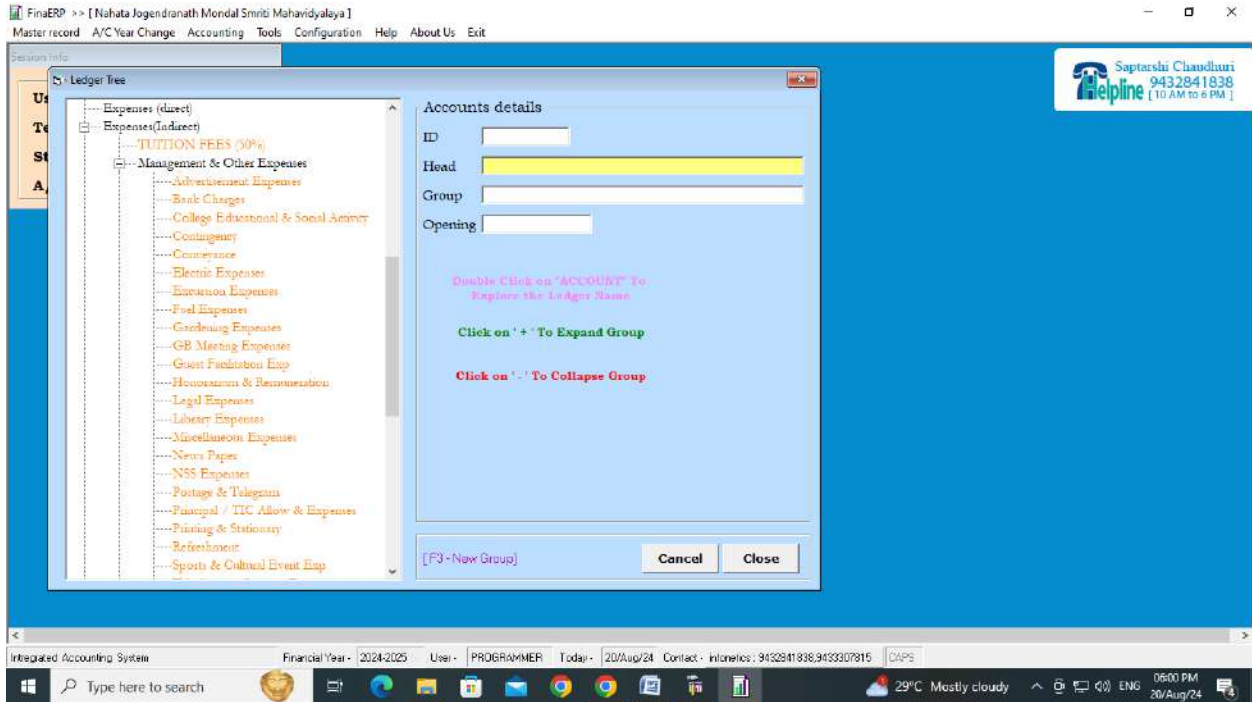 FinaERP >> [ Nahata Jogendranath Mondal Smriti Mahavidyalaya ]
Master record A/C Year Change Accounting Tools Configuration Help About Us Exit
Session Info
Saptarshi Chaudhuri
Helpline 9432841838
[ 10 AM to 6 PM ]
Ledger Tree
Us
Te
St
A/
Expenses (direct)
Expenses(Indirect)
TUITION FEES (50%)
Management & Other Expenses
Advertisement Expenses
Bank Charges
College Educational & Social Activity
Contingency
Conveyance
Electric Expenses
Excursion Expenses
Fuel Expenses
Gardening Expenses
GB Meeting Expenses
Guest Facilitation Exp
Honorarium & Remuneration
Legal Expenses
Library Expenses
Miscellaneous Expenses
News Paper
NSS Expenses
Postage & Telegram
Principal / TIC Allow & Expenses
Printing & Stationary
Refreshment
Sports & Cultural Event Exp
Accounts details
ID
Head
Group
Opening
Double Click on "ACCOUNT" To
Explore the Ledger Name
Click on ' + ' To Expand Group
Click on ' - ' To Collapse Group
[F3 - New Group]
Cancel Close
Integrated Accounting System Financial Year - 2024-2025 User - PROGRAMMER Today - 20/Aug/24 Contact - infonetics : 9432841838,9433307815 CAPS
Type here to search 29°C Mostly cloudy ENG 06:00 PM
20/Aug/24